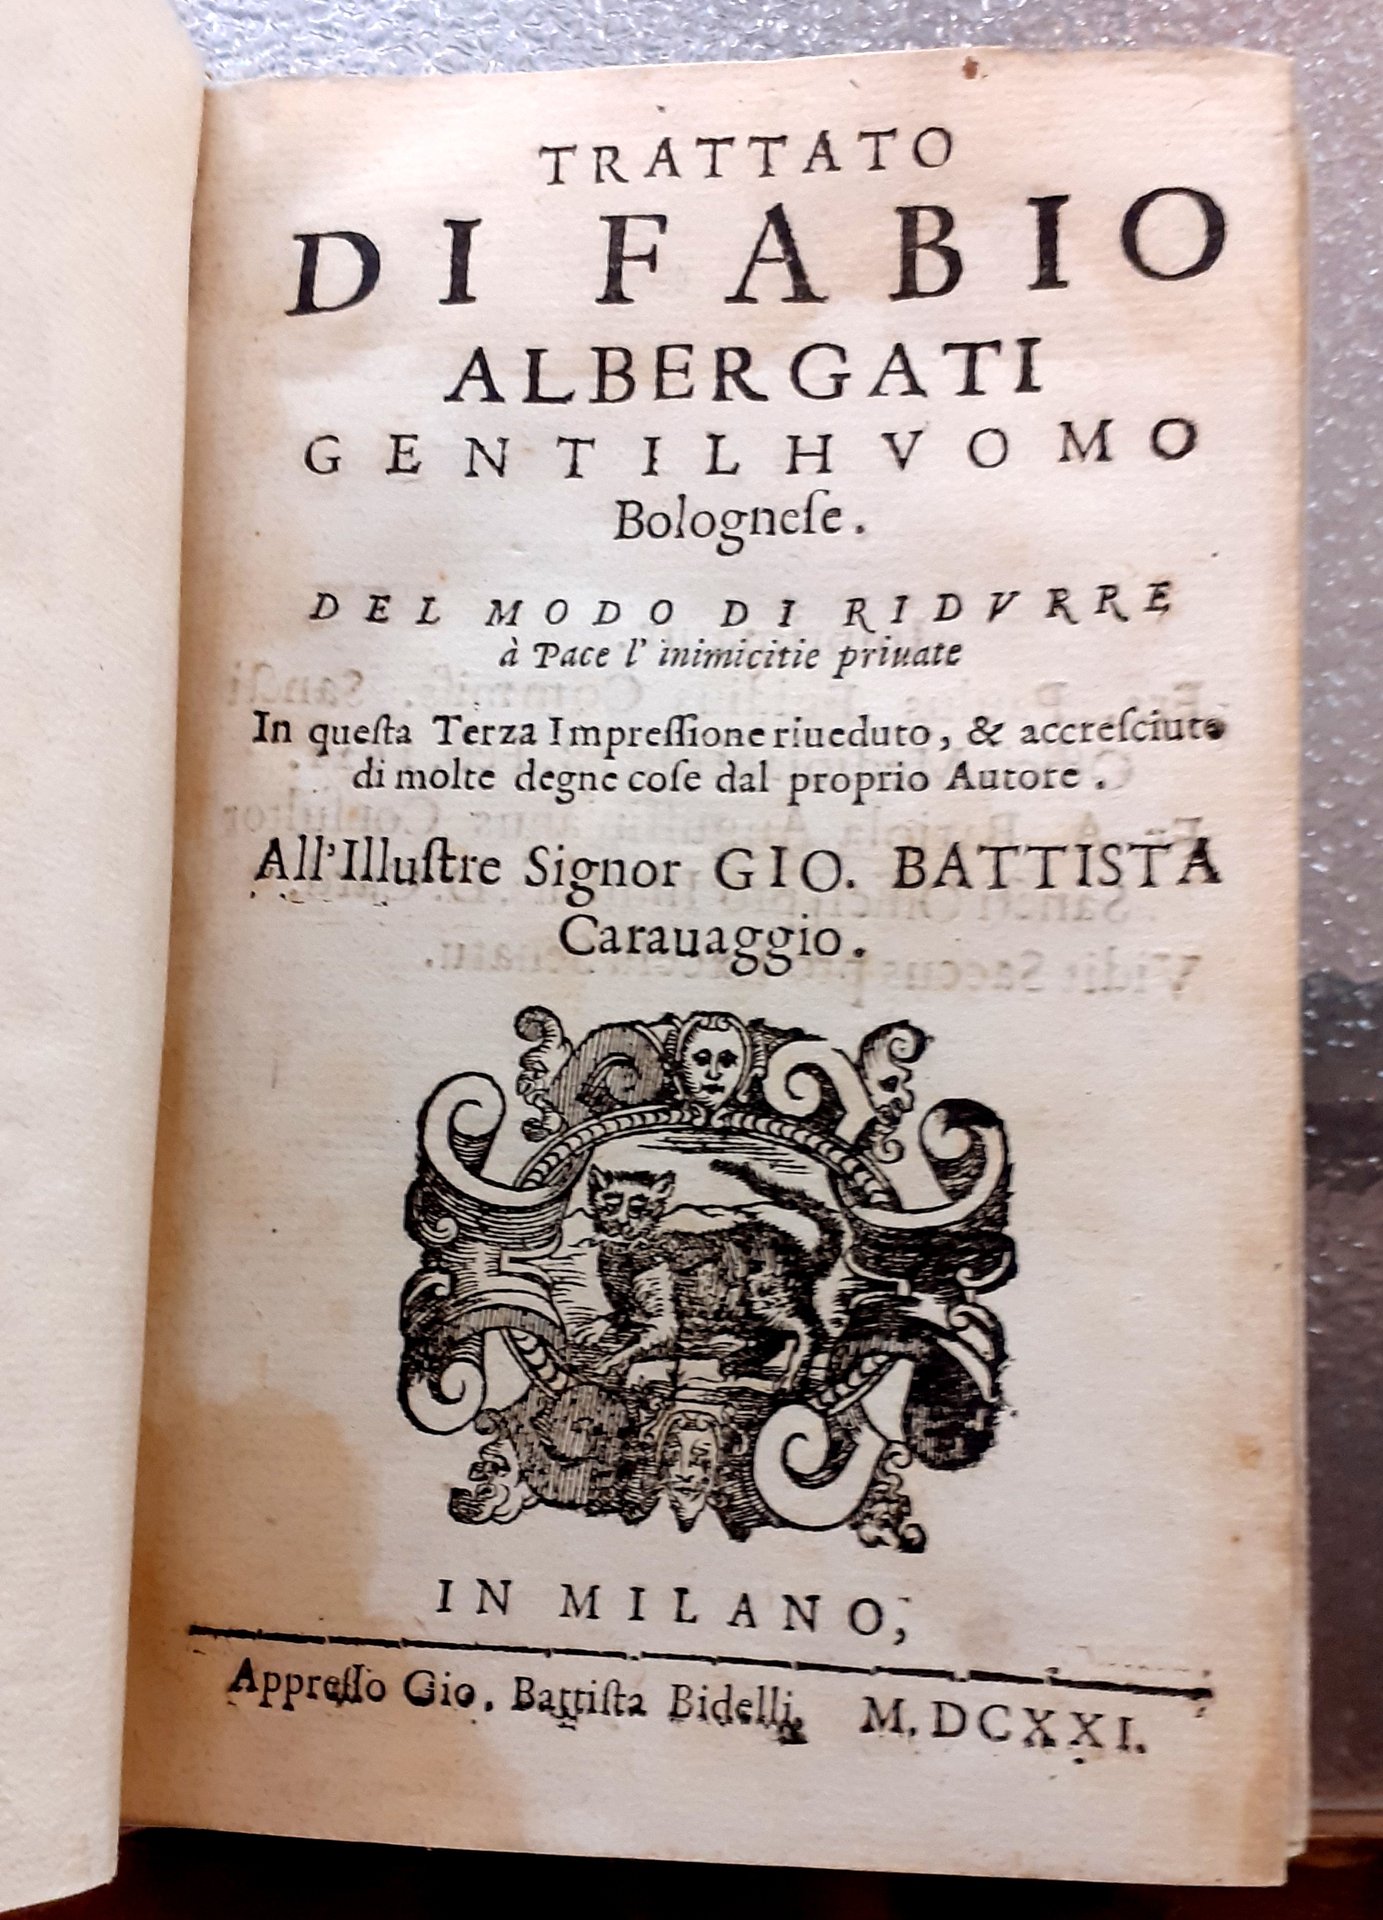 TRATTATO
DI FABIO
ALBERGATI
GENTILHVOMO
Bologneſe.
DEL MODO DI RIDVRRE
à Pace l'inimicitie priuate
In queſta Terza Impreſſione riueduto, & accreſciuto
di molte degne coſe dal proprio Autore.
All'Illuſtre Signor GIO. BATTISTA
Carauaggio.
IN MILANO,
Appreſſo Gio. Battiſta Bidelli. M. DCXXI.